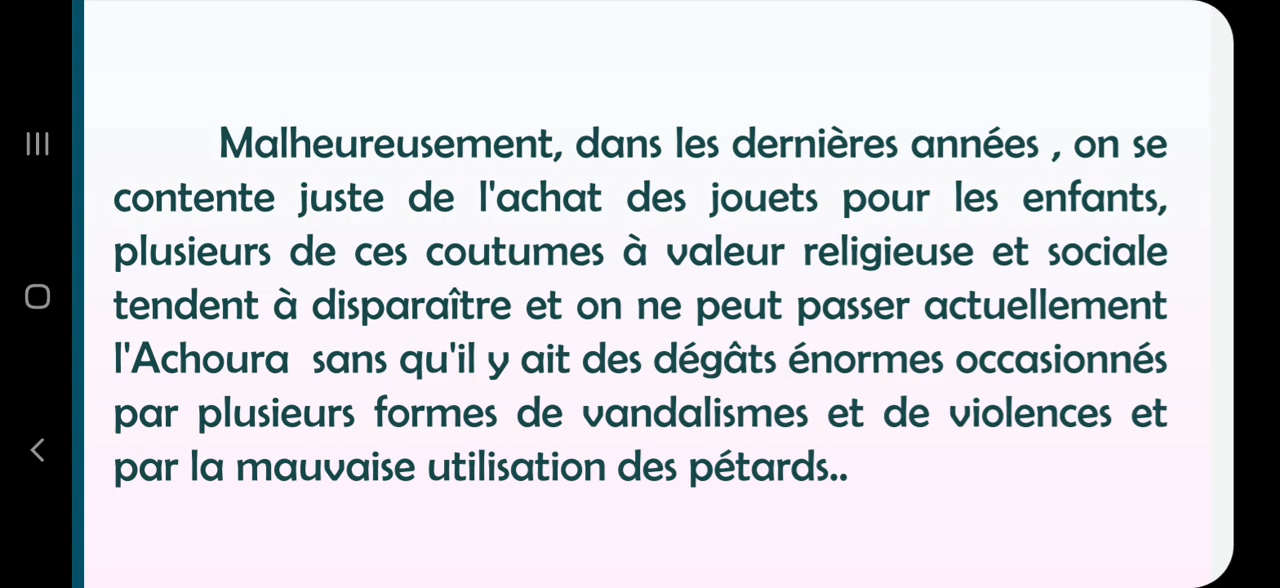 Malheureusement, dans les dernières années , on se
contente juste de l'achat des jouets pour les enfants,
plusieurs de ces coutumes à valeur religieuse et sociale
tendent à disparaître et on ne peut passer actuellement
l'Achoura  sans qu'il y ait des dégâts énormes occasionnés
par plusieurs formes de vandalismes et de violences et
par la mauvaise utilisation des pétards..